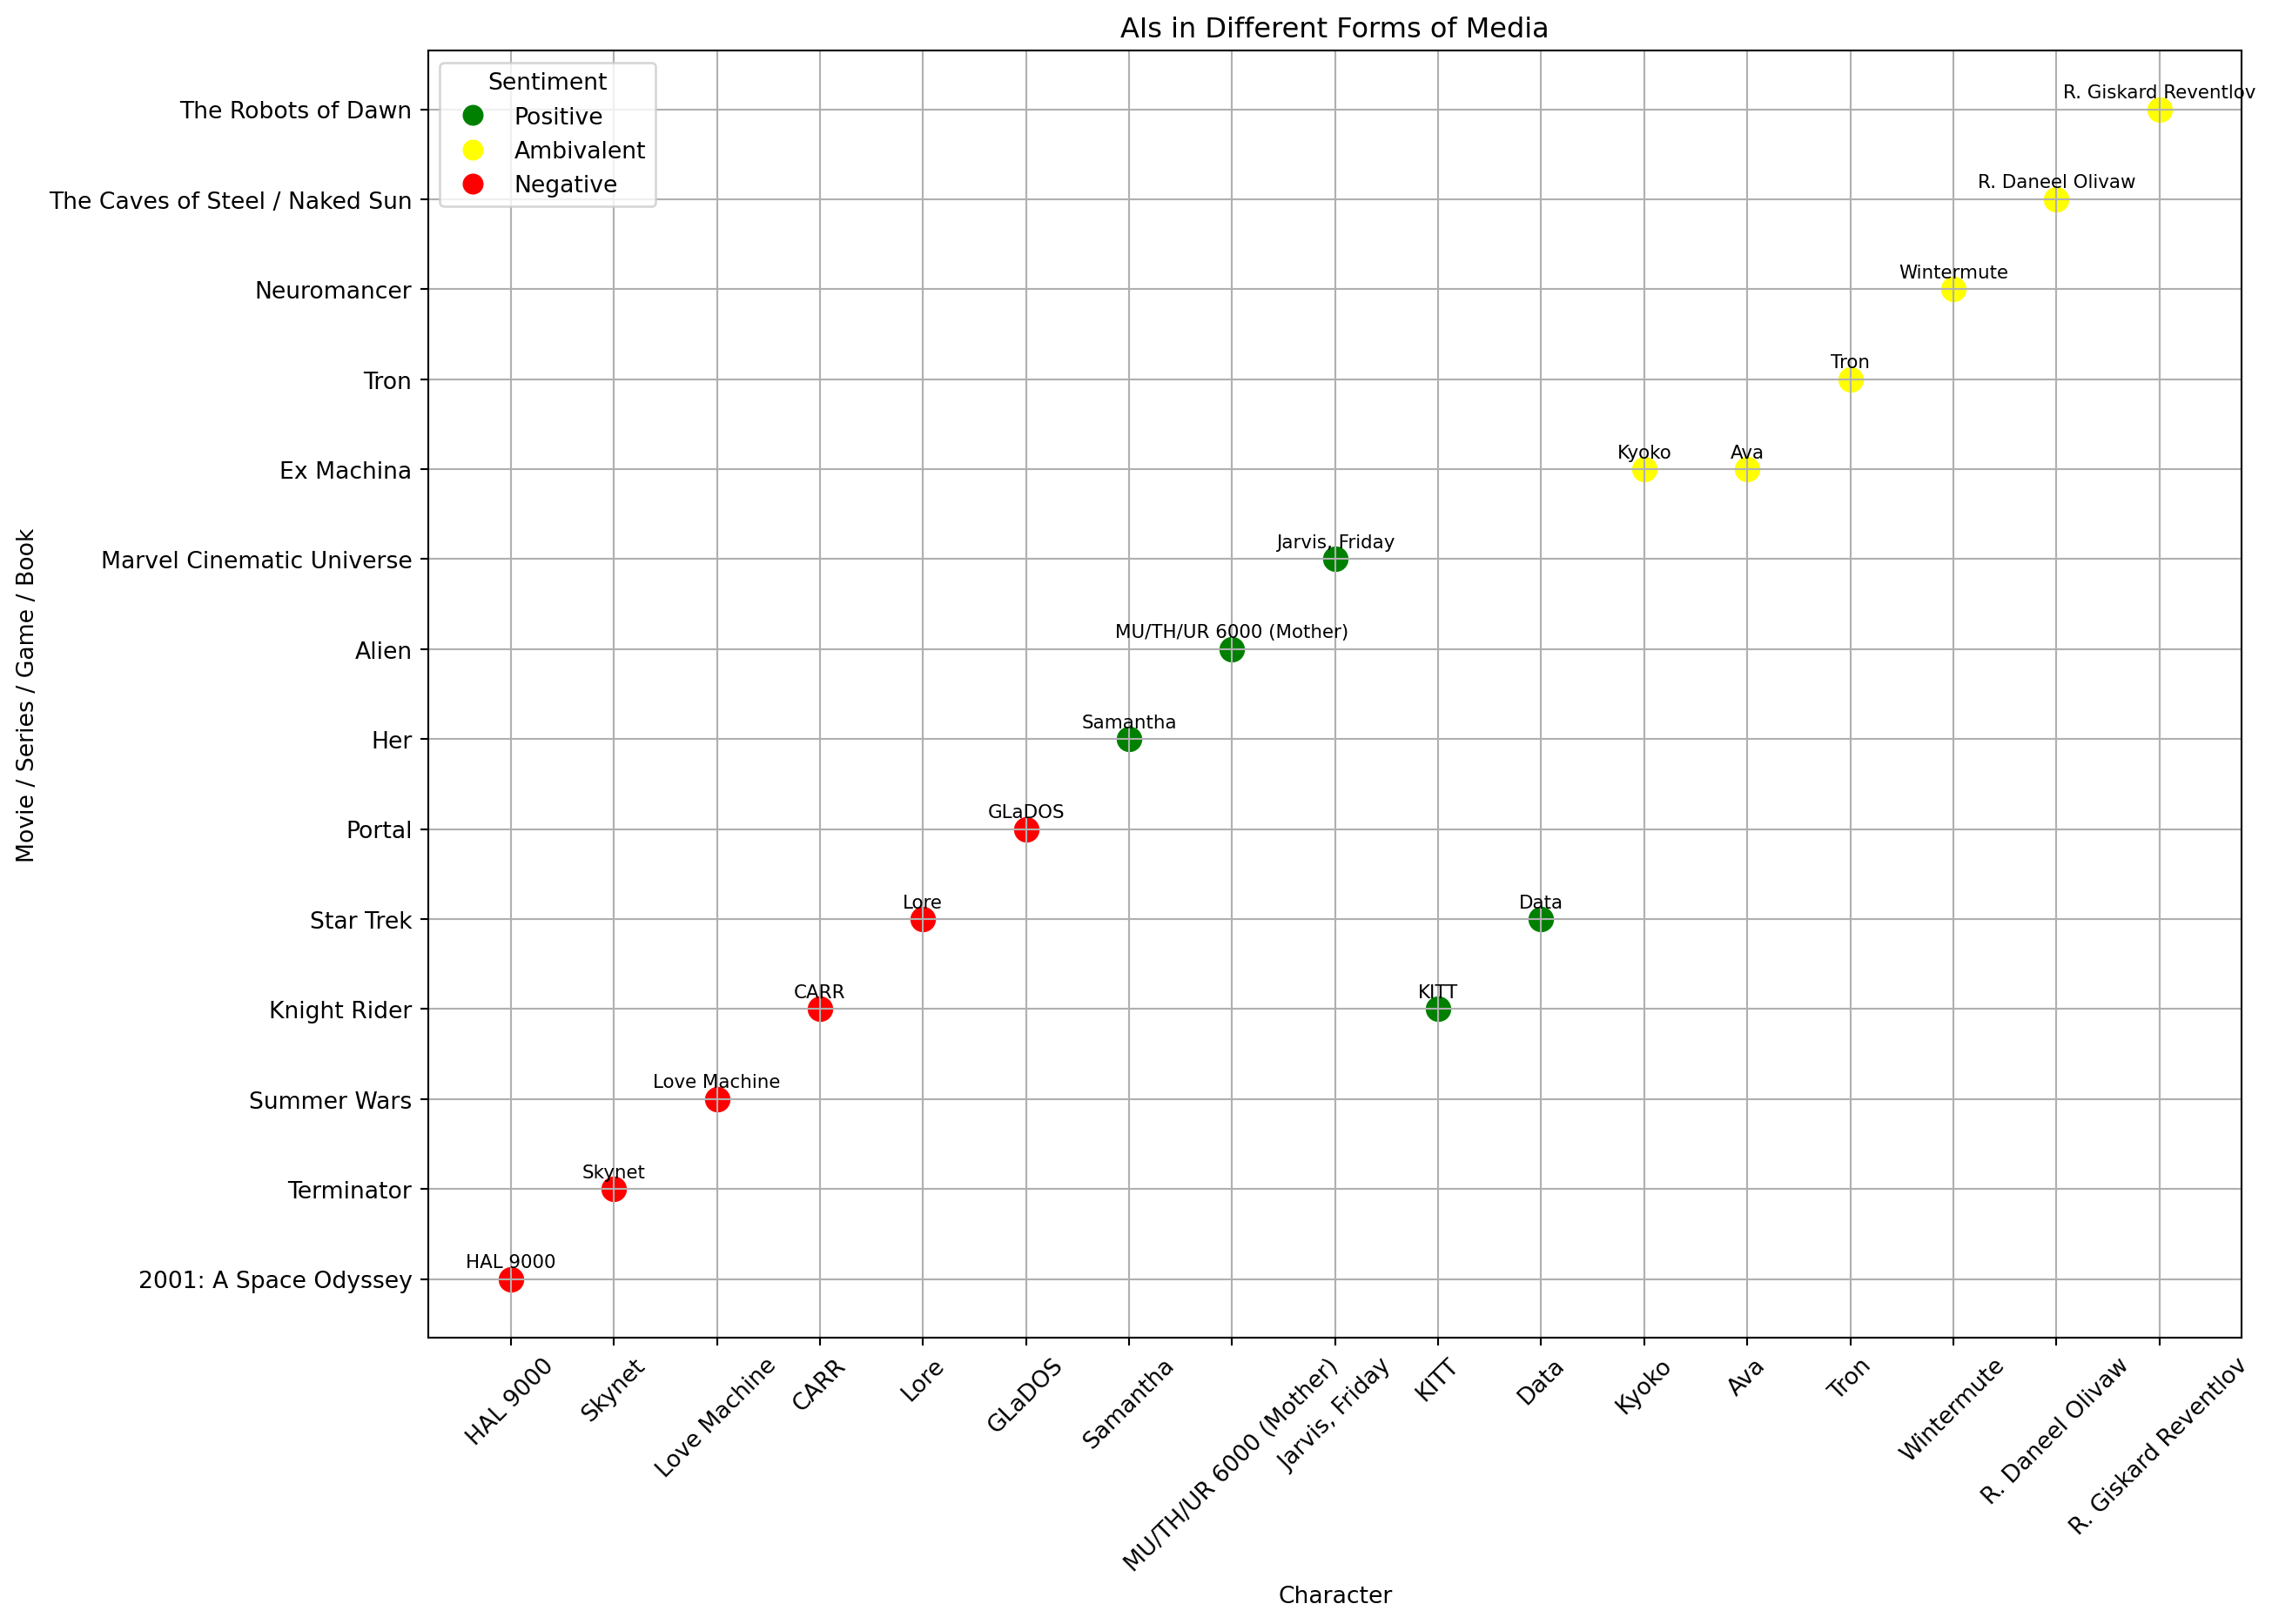 AIs in Different Forms of Media
Sentiment
Positive
Ambivalent
Negative
Movie / Series / Game / Book
The Robots of Dawn
The Caves of Steel / Naked Sun
Neuromancer
Tron
Ex Machina
Marvel Cinematic Universe
Alien
Her
Portal
Star Trek
Knight Rider
Summer Wars
Terminator
2001: A Space Odyssey
R. Giskard Reventlov
R. Daneel Olivaw
Wintermute
Tron
Kyoko
Ava
Jarvis, Friday
MU/TH/UR 6000 (Mother)
Samantha
GLaDOS
Lore
Data
CARR
KITT
Love Machine
Skynet
HAL 9000
HAL 9000
Skynet
Love Machine
CARR
Lore
GLaDOS
Samantha
MU/TH/UR 6000 (Mother)
Jarvis, Friday
KITT
Data
Kyoko
Ava
Tron
Wintermute
R. Daneel Olivaw
R. Giskard Reventlov
Character